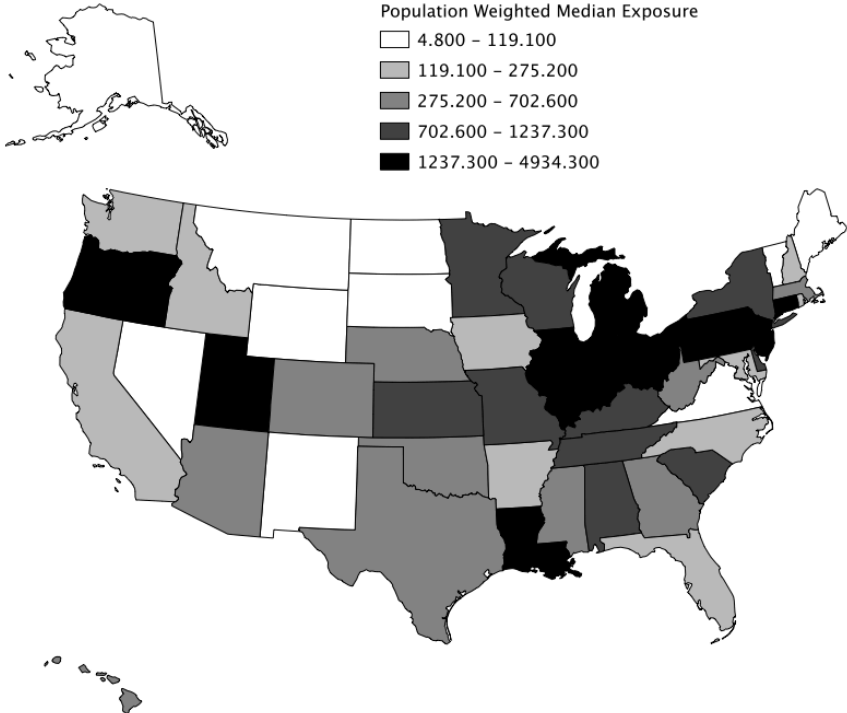 Population Weighted Median Exposure
4.800 – 119.100
119.100 – 275.200
275.200 – 702.600
702.600 – 1237.300
1237.300 – 4934.300